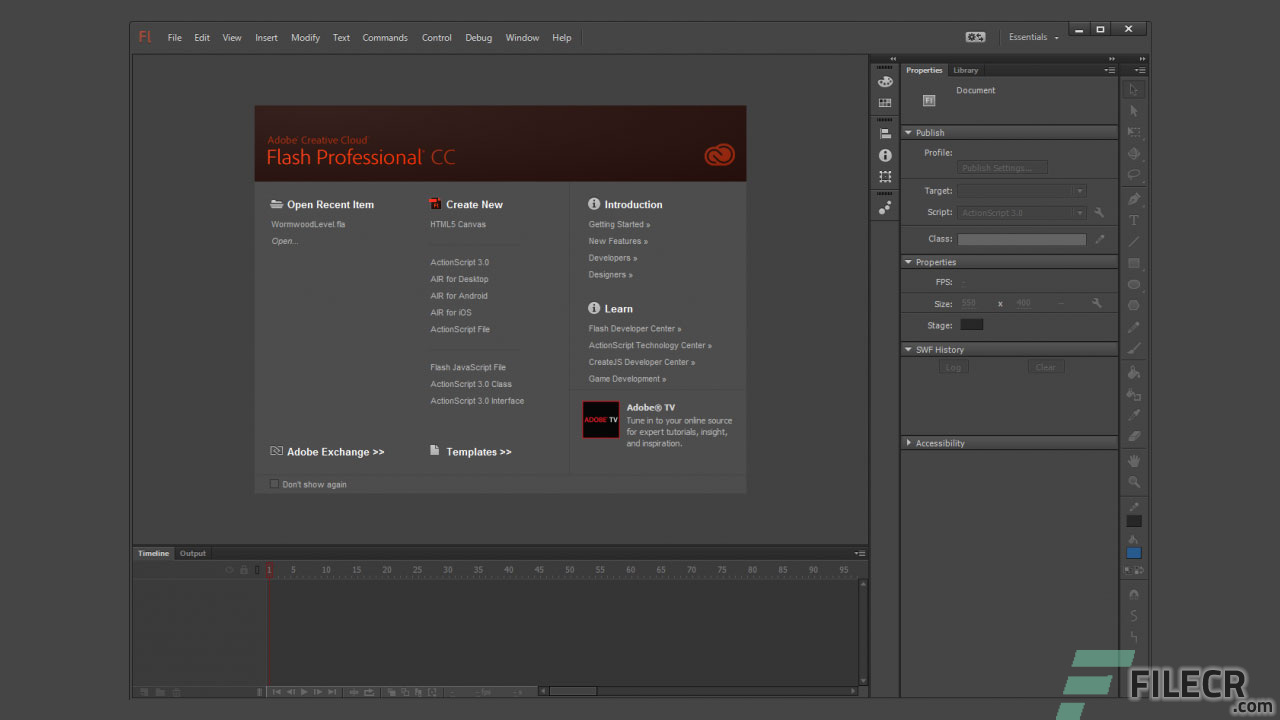 Fl File Edit View Insert Modify Text Commands Control Debug Window Help Essentials
Properties Library
Document
Fl
Publish
Profile:
Publish Settings...
Target:
Script: ActionScript 3.0
Class:
Properties
FPS: -
Size: 550 x 400
Stage:
SWF History
Log Clear
Accessibility
Adobe® Creative Cloud®
Flash Professional® CC
Open Recent Item
WormwoodLevel.fla
Open...
Adobe Exchange >>
Create New
HTML5 Canvas
ActionScript 3.0
AIR for Desktop
AIR for Android
AIR for iOS
ActionScript File
Flash JavaScript File
ActionScript 3.0 Class
ActionScript 3.0 Interface
Templates >>
Introduction
Getting Started »
New Features »
Developers »
Designers »
Learn
Flash Developer Center »
ActionScript Technology Center »
CreateJS Developer Center »
Game Development »
ADOBE® TV
Adobe® TV
Tune in to your online source
for expert tutorials, insight,
and inspiration.
Don't show again
Timeline Output
1 5 10 15 20 25 30 35 40 45 50 55 60 65 70 75 80 85 90 95
- -fps -s
FILECR
.com